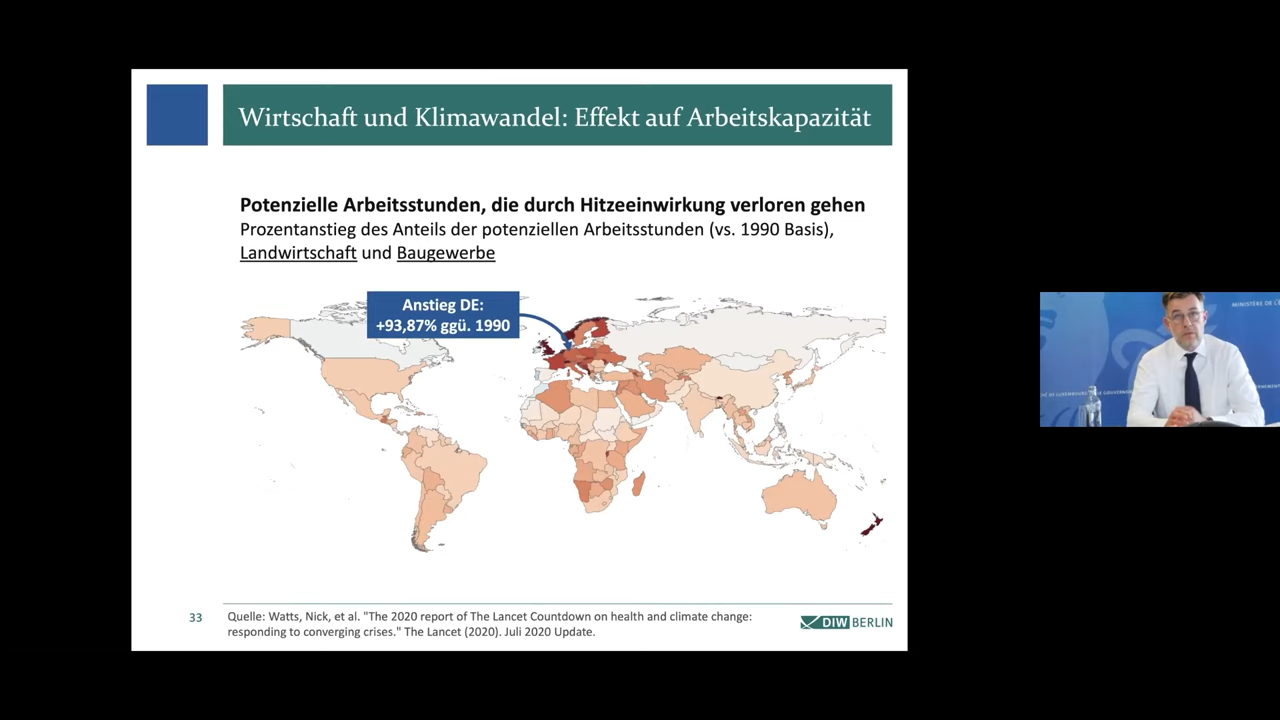 Wirtschaft und Klimawandel: Effekt auf Arbeitskapazität
Potenzielle Arbeitsstunden, die durch Hitzeeinwirkung verloren gehen
Prozentanstieg des Anteils der potenziellen Arbeitsstunden (vs. 1990 Basis),
Landwirtschaft und Baugewerbe
Anstieg DE:
+93,87% ggü. 1990
33
Quelle: Watts, Nick, et al. "The 2020 report of The Lancet Countdown on health and climate change:
responding to converging crises." The Lancet (2020). Juli 2020 Update.
DIW BERLIN
MINISTÈRE DE